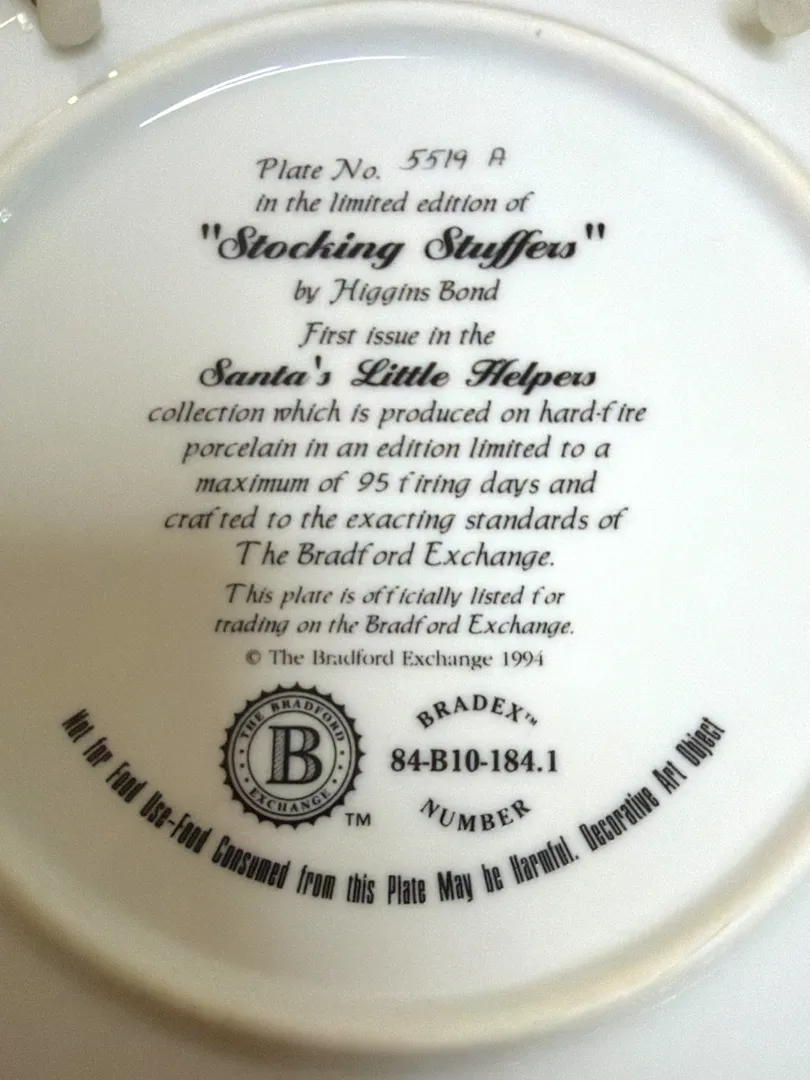 Plate No. 5519 A
in the limited edition of
"Stocking Stuffers"
by Higgins Bond
First issue in the
Santa's Little Helpers
collection which is produced on hard-fire
porcelain in an edition limited to a
maximum of 95 firing days and
crafted to the exacting standards of
The Bradford Exchange.
This plate is officially listed for
trading on the Bradford Exchange.
© The Bradford Exchange 1994
THE BRADFORD
B
EXCHANGE
TM
BRADEX™
84-B10-184.1
NUMBER
Not for Food Use-Food Consumed from this Plate May be Harmful. Decorative Art Object